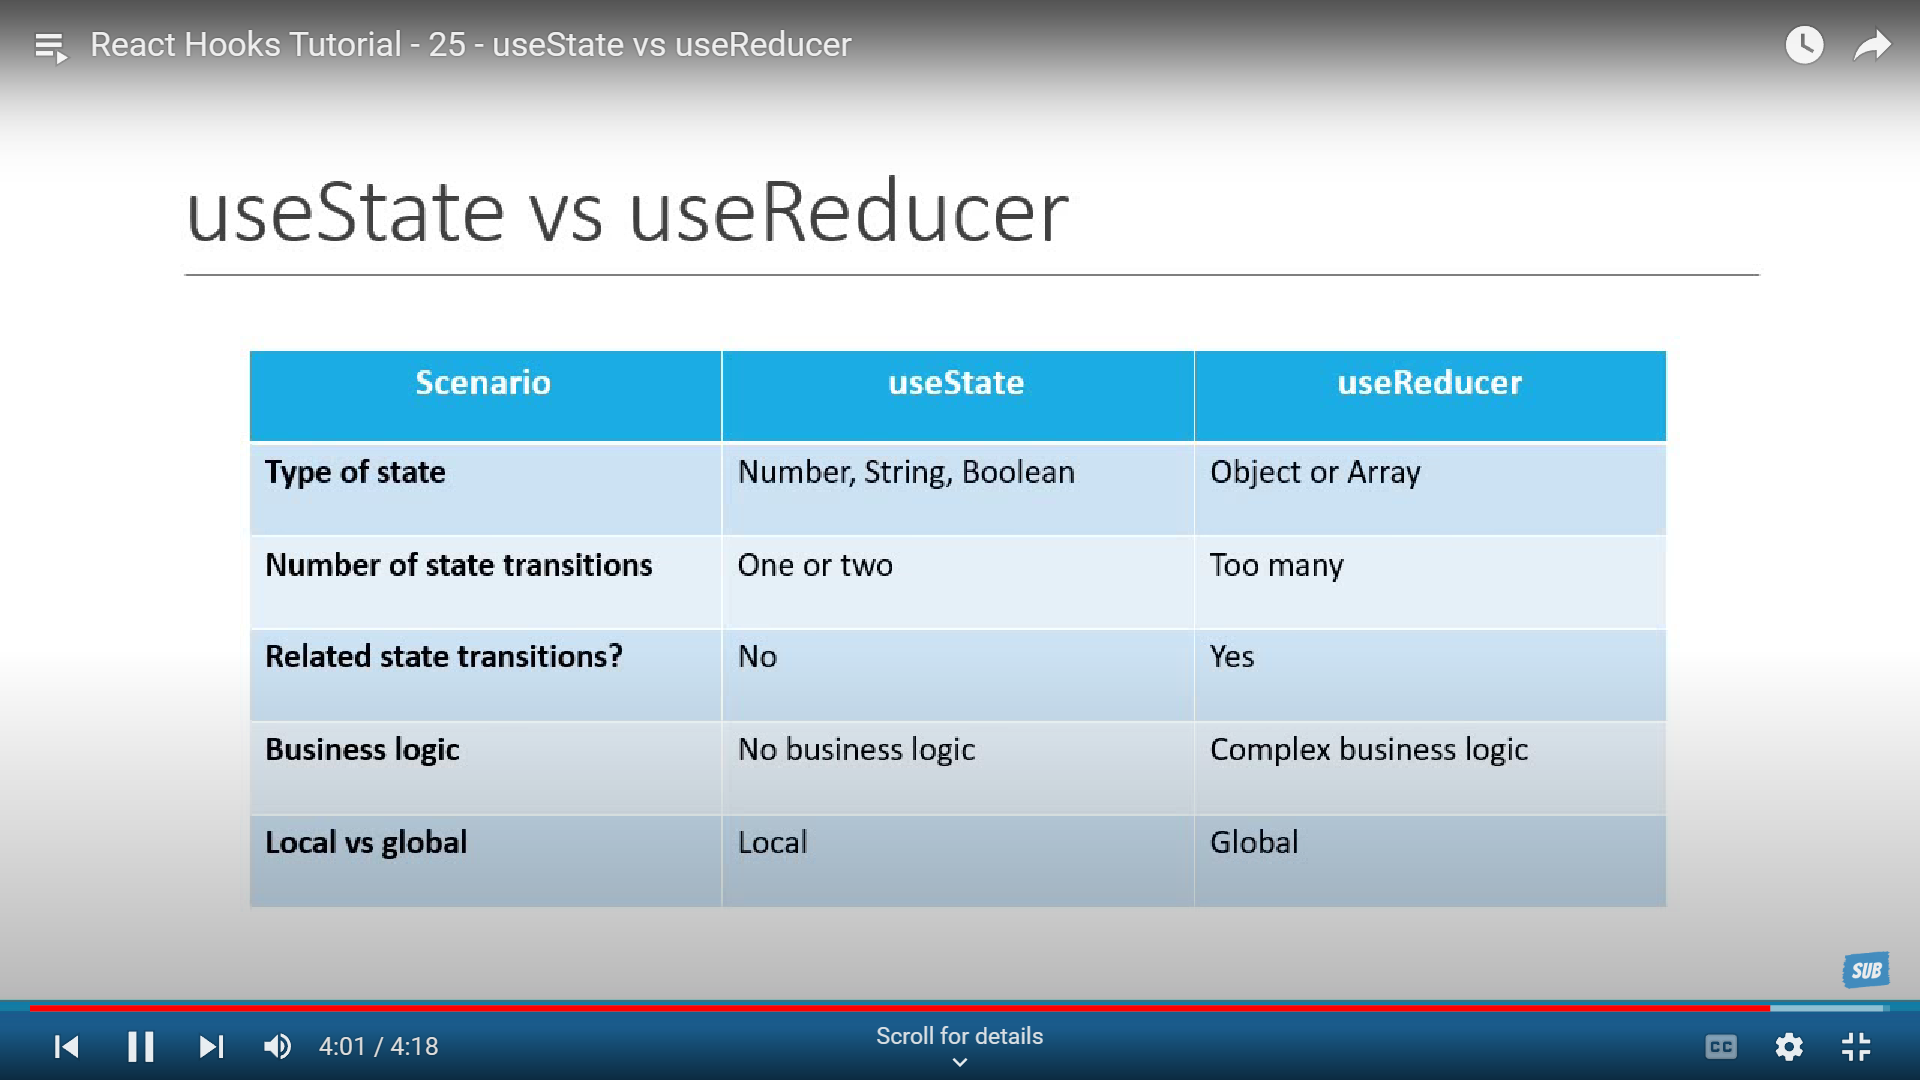 React Hooks Tutorial - 25 - useState vs useReducer
useState vs useReducer
Scenario useState useReducer
Type of state Number, String, Boolean Object or Array
Number of state transitions One or two Too many
Related state transitions? No Yes
Business logic No business logic Complex business logic
Local vs global Local Global
SUB
Scroll for details
4:01 / 4:18
CC